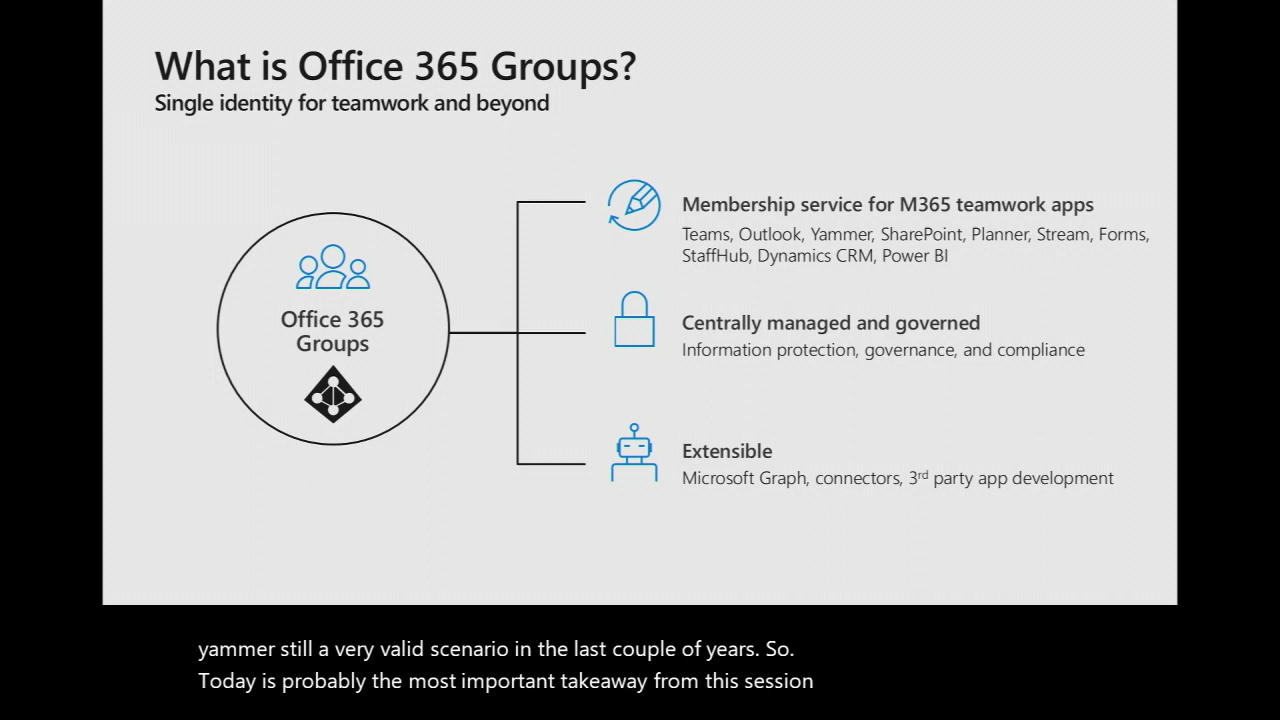 What is Office 365 Groups?
Single identity for teamwork and beyond
Office 365
Groups
Membership service for M365 teamwork apps
Teams, Outlook, Yammer, SharePoint, Planner, Stream, Forms,
StaffHub, Dynamics CRM, Power BI
Centrally managed and governed
Information protection, governance, and compliance
Extensible
Microsoft Graph, connectors, 3rd party app development
yammer still a very valid scenario in the last couple of years. So.
Today is probably the most important takeaway from this session